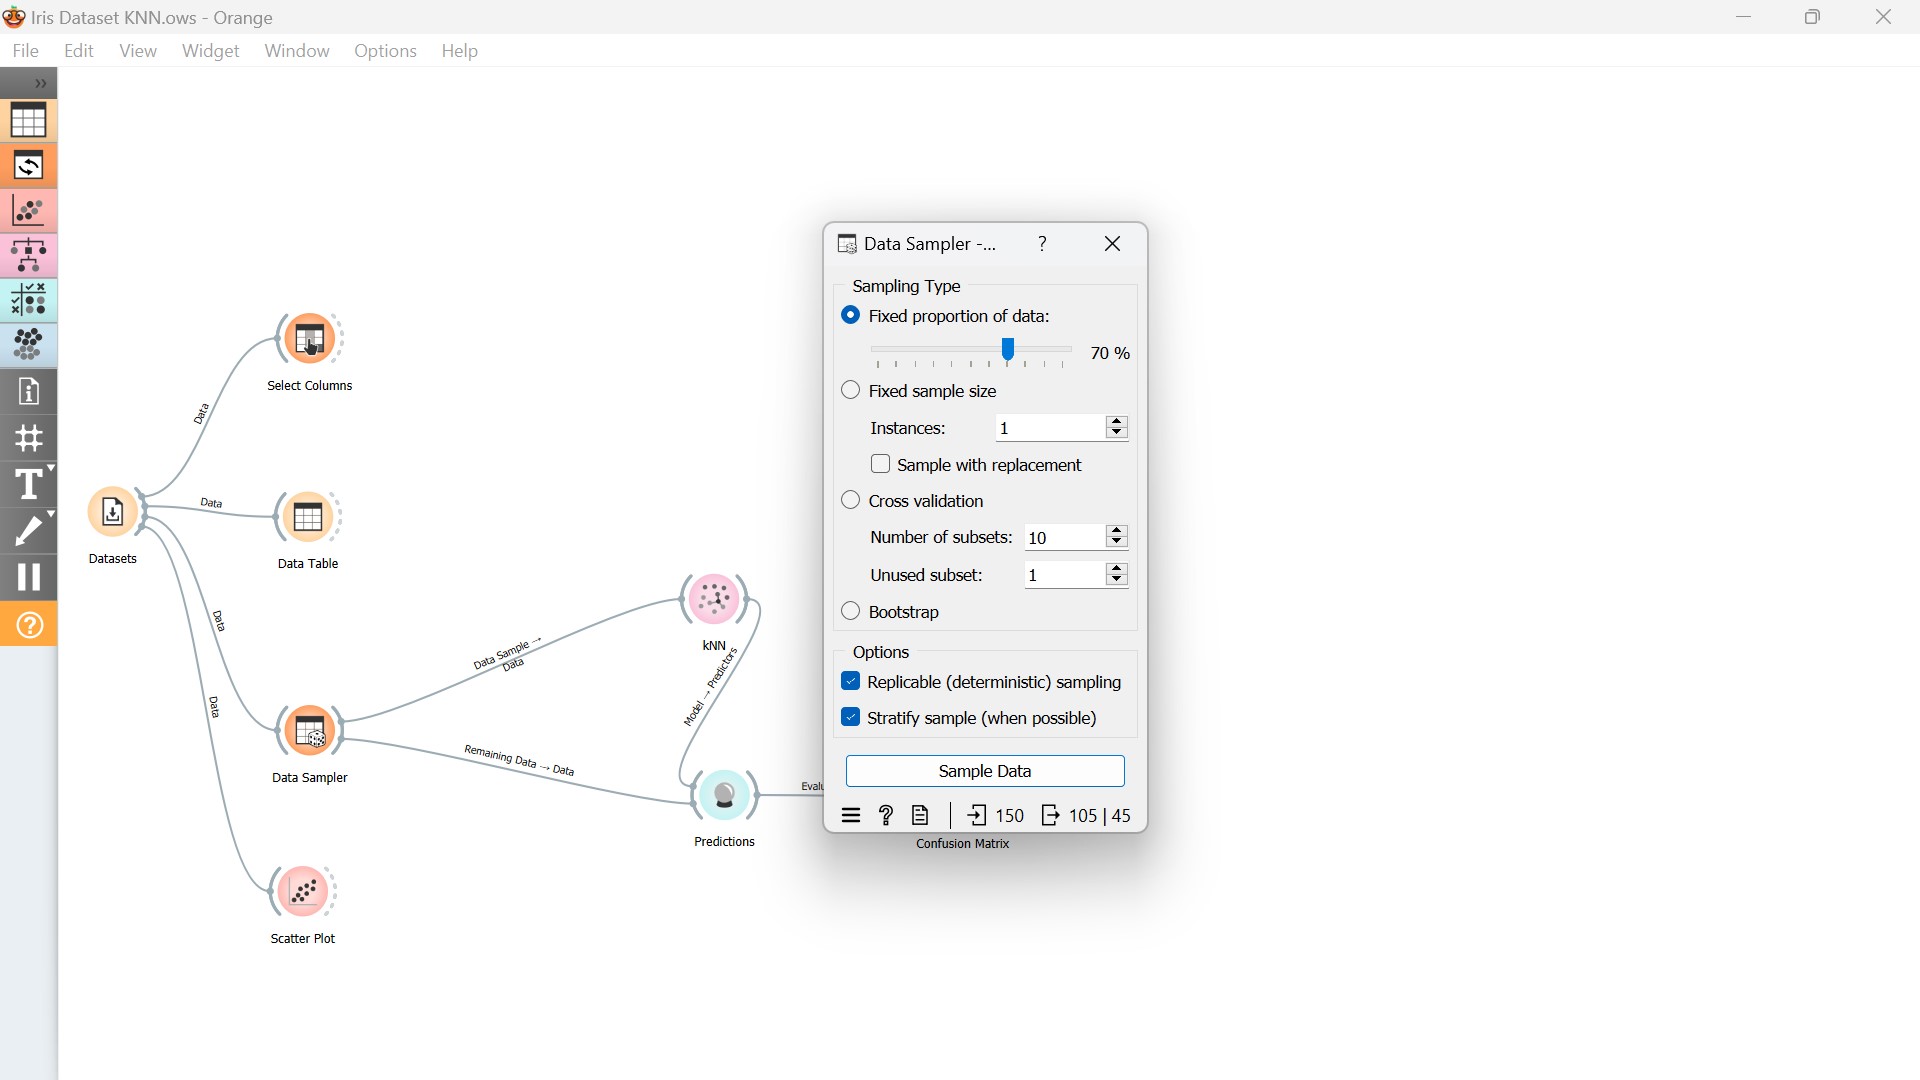 Iris Dataset KNN.ows - Orange
File Edit View Widget Window Options Help
Data Sampler -...
Sampling Type
Fixed proportion of data:
70 %
Fixed sample size
Instances: 1
Sample with replacement
Cross validation
Number of subsets: 10
Unused subset: 1
Bootstrap
Options
Replicable (deterministic) sampling
Stratify sample (when possible)
Sample Data
150 105 | 45
Select Columns
Data
Data
Data Table
Datasets
Data
Data
Data Sample → Data
kNN
Model → Predictors
Remaining Data → Data
Data Sampler
Predictions
Evalu
Confusion Matrix
Scatter Plot